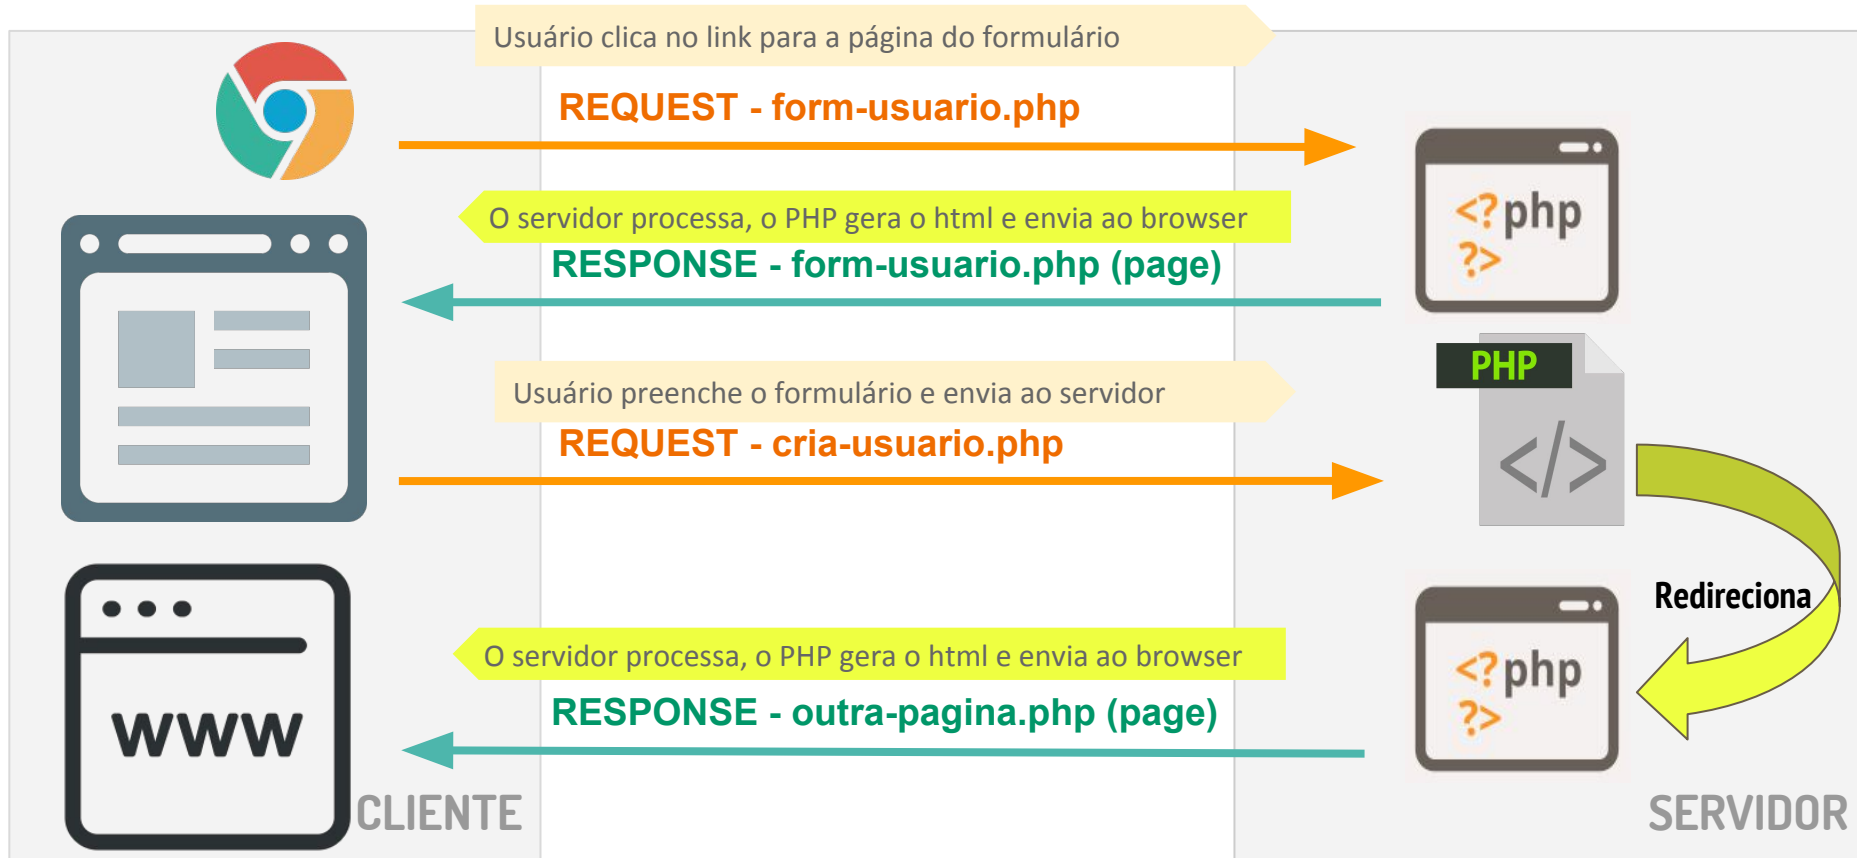 Usuário clica no link para a página do formulário
REQUEST - form-usuario.php
<?php
?>
O servidor processa, o PHP gera o html e envia ao browser
RESPONSE - form-usuario.php (page)
PHP
</>
Usuário preenche o formulário e envia ao servidor
REQUEST - cria-usuario.php
Redireciona
O servidor processa, o PHP gera o html e envia ao browser
<?php
?>
RESPONSE - outra-pagina.php (page)
WWW
CLIENTE
SERVIDOR